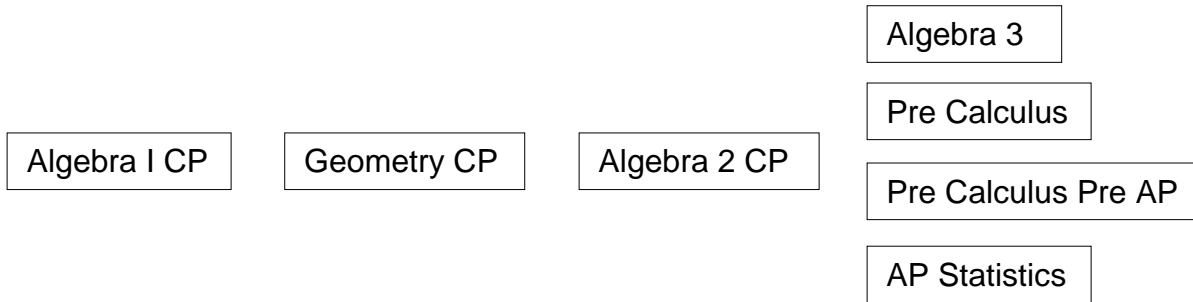 Algebra I CP
Geometry CP
Algebra 2 CP
Algebra 3
Pre Calculus
Pre Calculus Pre AP
AP Statistics